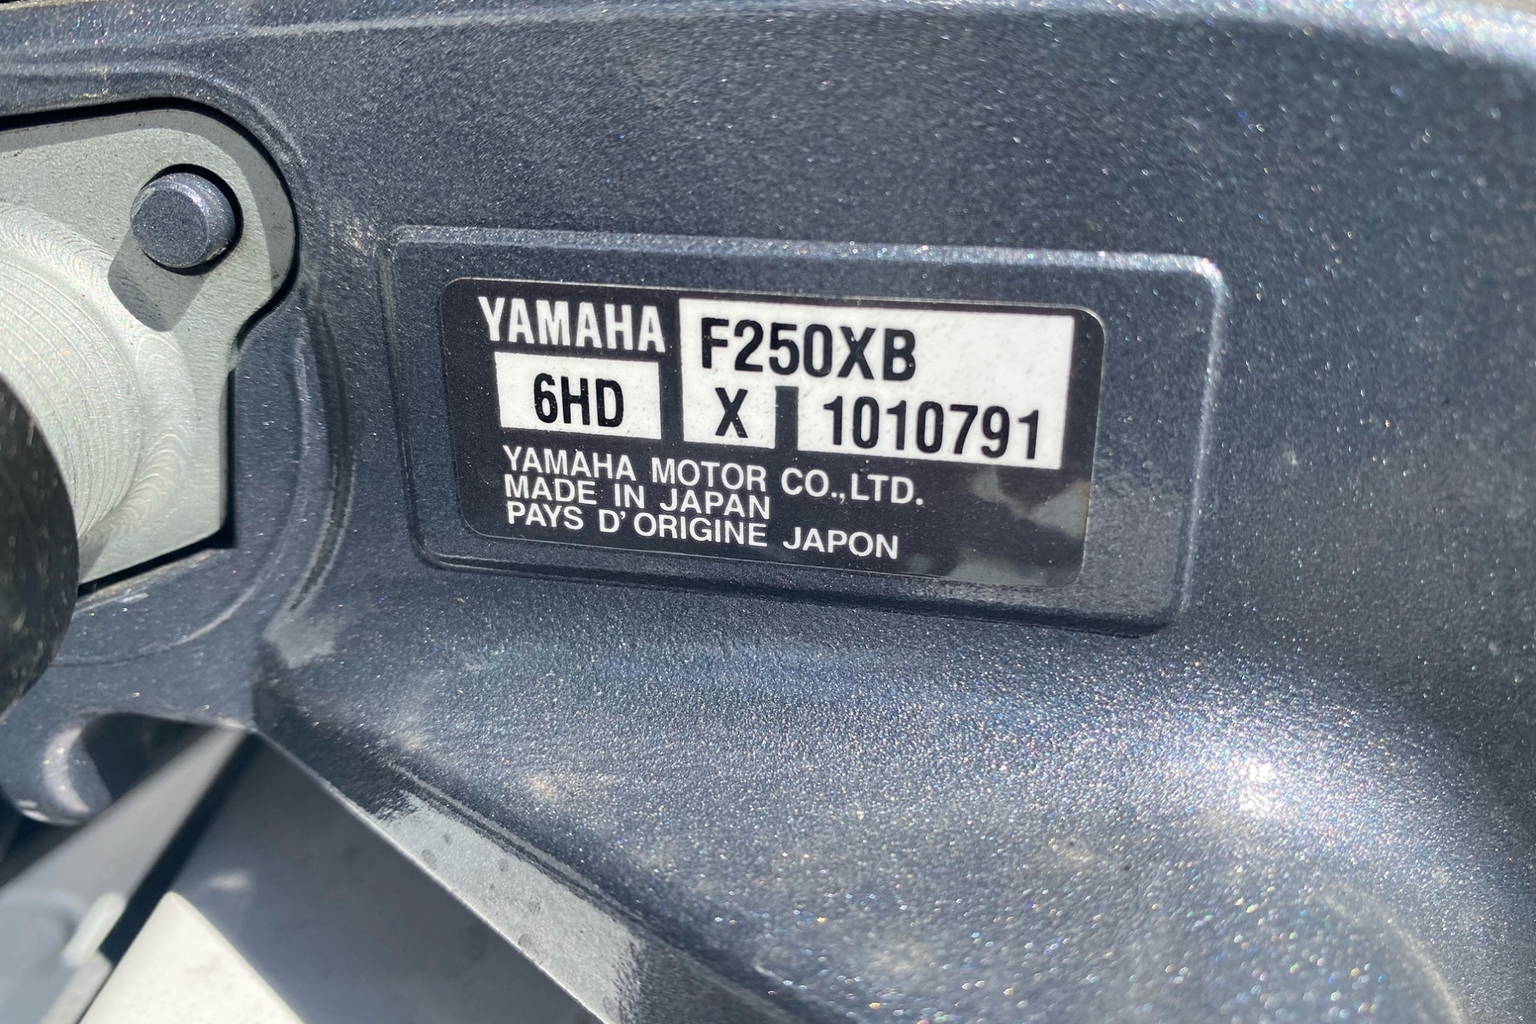 YAMAHA F250XB
6HD X 1010791
YAMAHA MOTOR CO.,LTD.
MADE IN JAPAN
PAYS D'ORIGINE JAPON